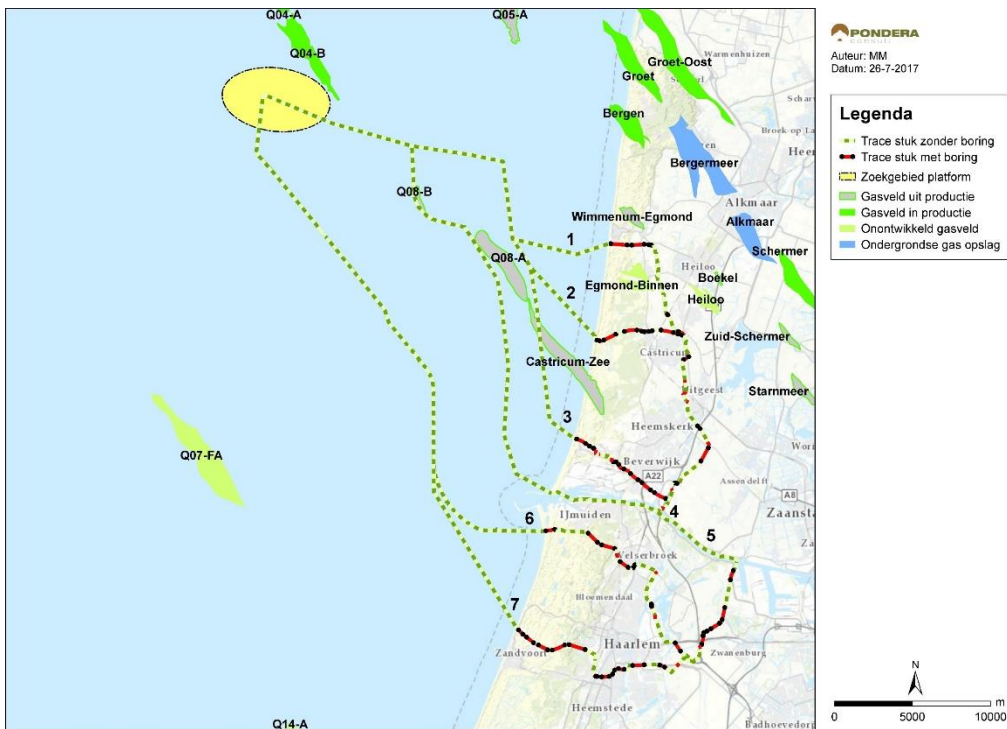 Q04-A
Q05-A
Q04-B
Groet-Oost
Groet
Warmenhuizen
Bergen
Bergermeer
Q08-B
Alkmaar
Wimmenum-Egmond
Alkmaar
1
Schermer
Q08-A
Heiloo
Boekel
Egmond-Binnen
Heiloo
2
Zuid-Schermer
Castricum
Castricum-Zee
Uitgeest
Starnmeer
3
Heemskerk
Q07-FA
Beverwijk
A22
Assendelft
A8
Zaansta
IJmuiden
4
6
5
Velserbroek
Bloemendaal
7
Haarlem
Zandvoort
Zwanenburg
Heemstede
Q14-A
Badhoevedorp
PONDERA
consult
Auteur: MM
Datum: 26-7-2017
Legenda
Trace stuk zonder boring
Trace stuk met boring
Zoekgebied platform
Gasveld uit productie
Gasveld in productie
Onontwikkeld gasveld
Ondergrondse gas opslag
N
m
0 5000 10000